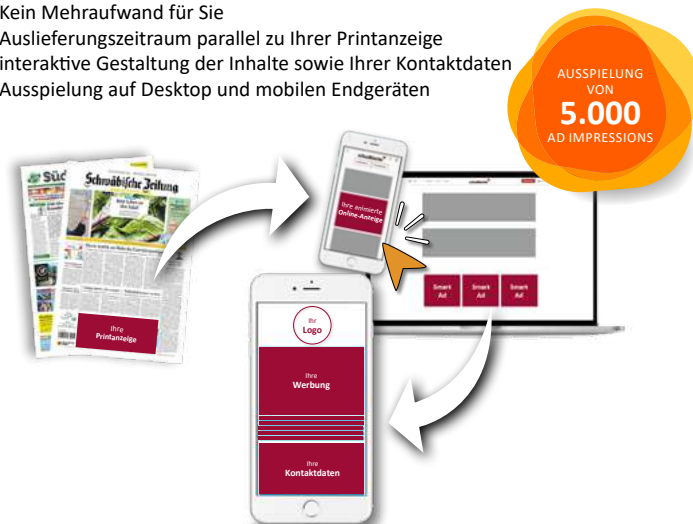 Kein Mehraufwand für Sie
Auslieferungszeitraum parallel zu Ihrer Printanzeige
interaktive Gestaltung der Inhalte sowie Ihrer Kontaktdaten
Ausspielung auf Desktop und mobilen Endgeräten
AUSSPIELUNG
VON
5.000
AD IMPRESSIONS
Süd
Schwäbische Zeitung
Ihre
Printanzeige
Ihre animierte
Online-Anzeige
Smart
Ad
Smart
Ad
Smart
Ad
Ihr
Logo
Ihre
Werbung
Ihre
Kontaktdaten